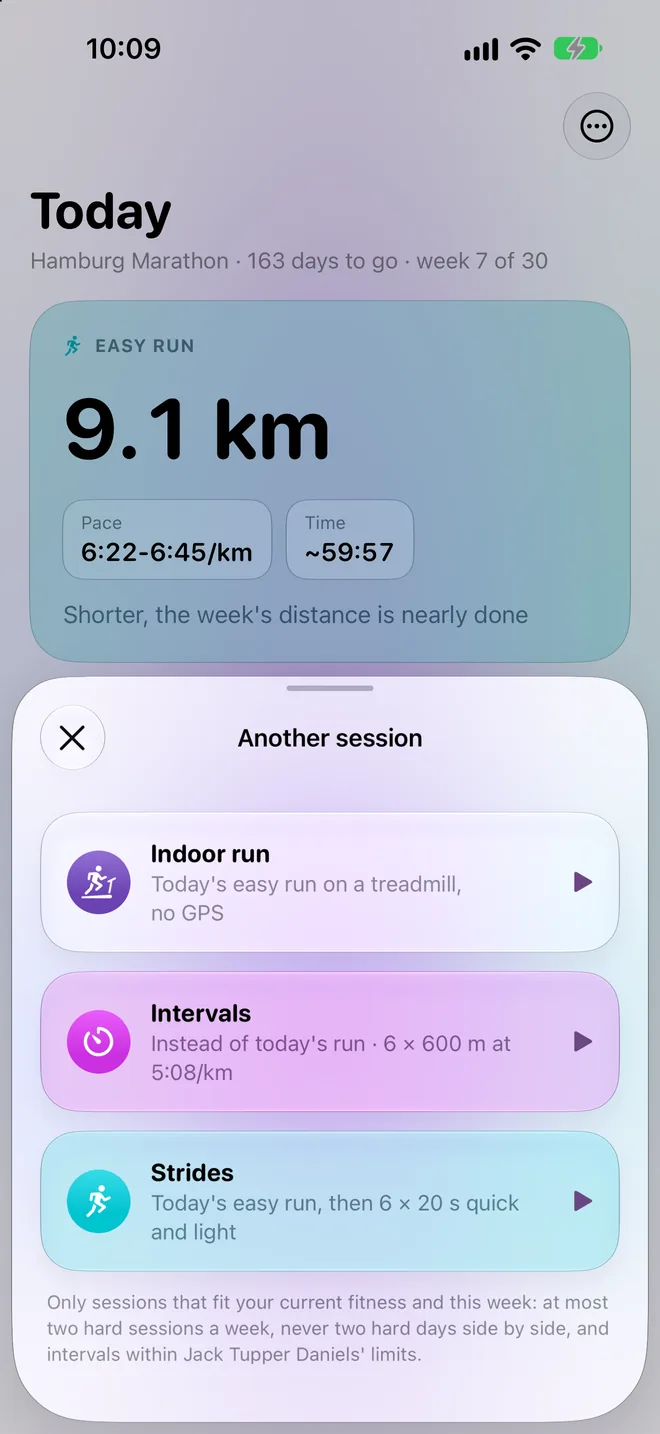 10:09
Today
Hamburg Marathon · 163 days to go · week 7 of 30
EASY RUN
9.1 km
Pace
6:22-6:45/km
Time
~59:57
Shorter, the week's distance is nearly done
Another session
Indoor run
Today's easy run on a treadmill,
no GPS
Intervals
Instead of today's run · 6 × 600 m at
5:08/km
Strides
Today's easy run, then 6 × 20 s quick
and light
Only sessions that fit your current fitness and this week: at most
two hard sessions a week, never two hard days side by side, and
intervals within Jack Tupper Daniels' limits.